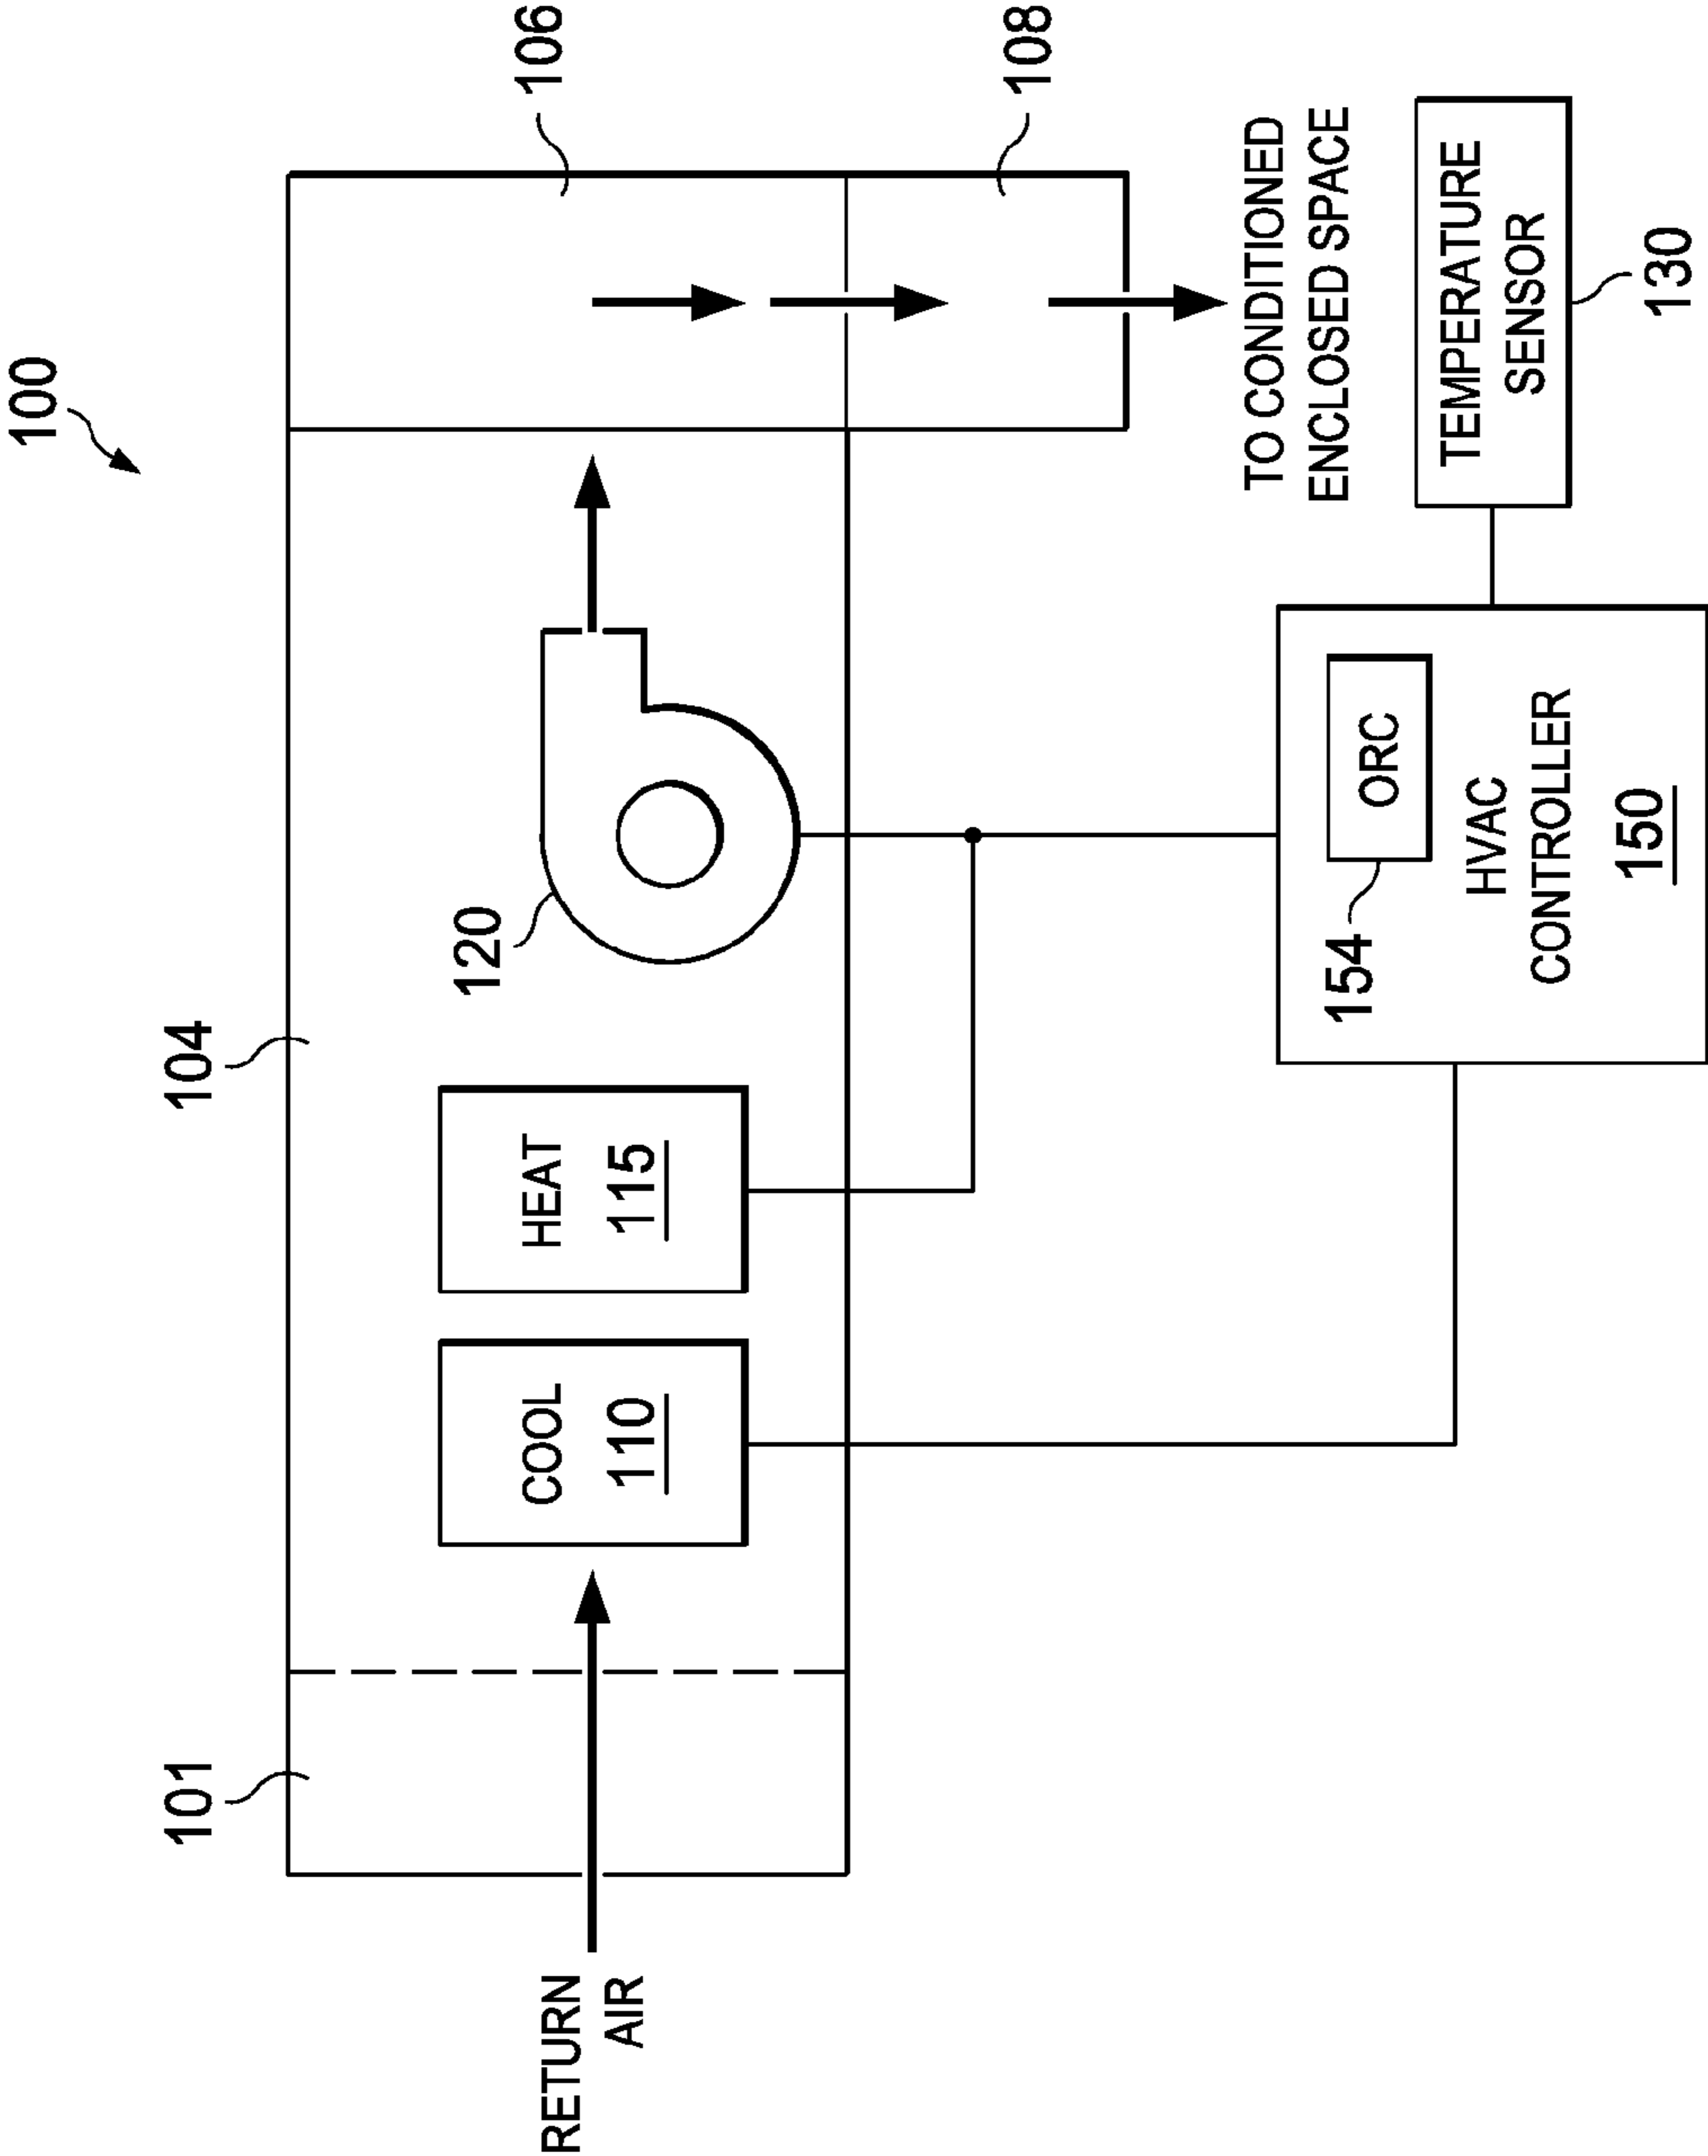 100
106
108
104
101
120
HEAT
115
COOL
110
RETURN
AIR
TO CONDITIONED
ENCLOSED SPACE
TEMPERATURE
SENSOR
130
ORC
154
HVAC
CONTROLLER
150